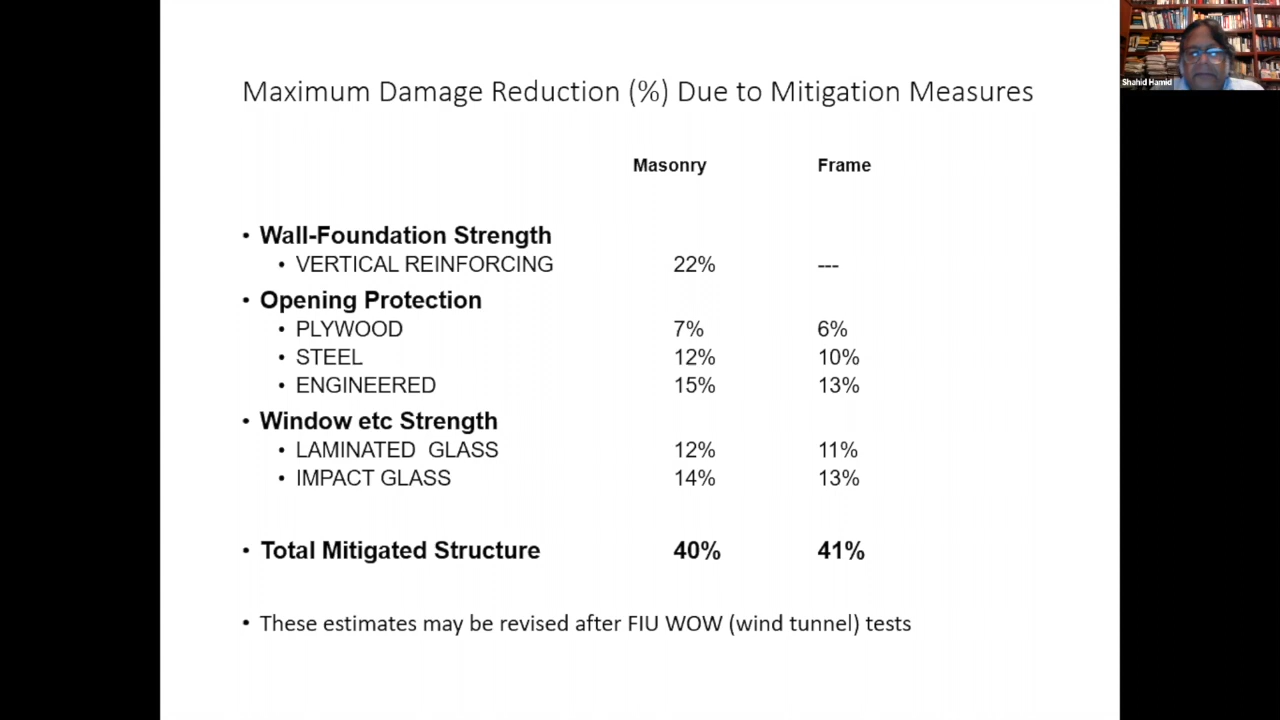 Shahid Hamid
Maximum Damage Reduction (%) Due to Mitigation Measures
Masonry Frame
• Wall-Foundation Strength
• VERTICAL REINFORCING 22% ---
• Opening Protection
• PLYWOOD 7% 6%
• STEEL 12% 10%
• ENGINEERED 15% 13%
• Window etc Strength
• LAMINATED GLASS 12% 11%
• IMPACT GLASS 14% 13%
• Total Mitigated Structure 40% 41%
• These estimates may be revised after FIU WOW (wind tunnel) tests